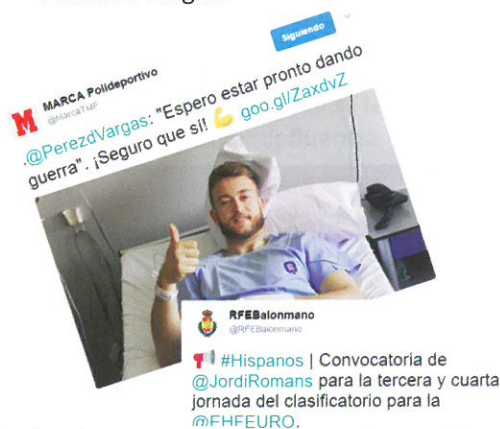 Siguiendo
MARCA Polideportivo
@MarcaTMF
.@PerezdVargas: "Espero estar pronto dando
guerra". ¡Seguro que sí! 💪 goo.gl/ZaxdvZ
RFEBalonmano
@RFEBalonmano
#Hispanos | Convocatoria de
@JordiRomans para la tercera y cuarta
jornada del clasificatorio para la
@EHFEURO.